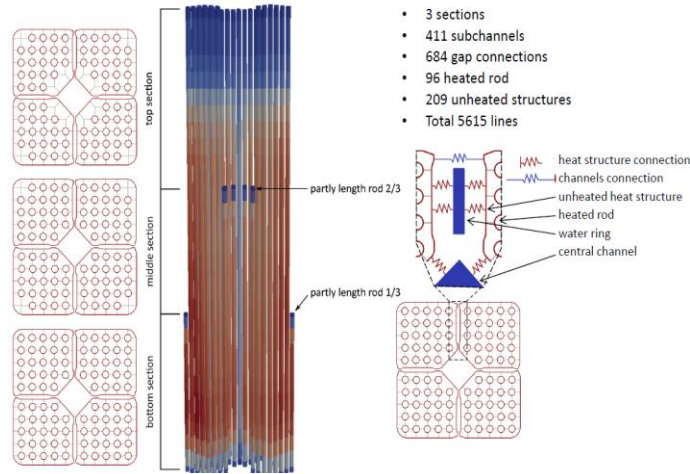 • 3 sections
• 411 subchannels
• 684 gap connections
• 96 heated rod
• 209 unheated structures
• Total 5615 lines
top section
middle section
bottom section
partly length rod 2/3
partly length rod 1/3
heat structure connection
channels connection
unheated heat structure
heated rod
water ring
central channel